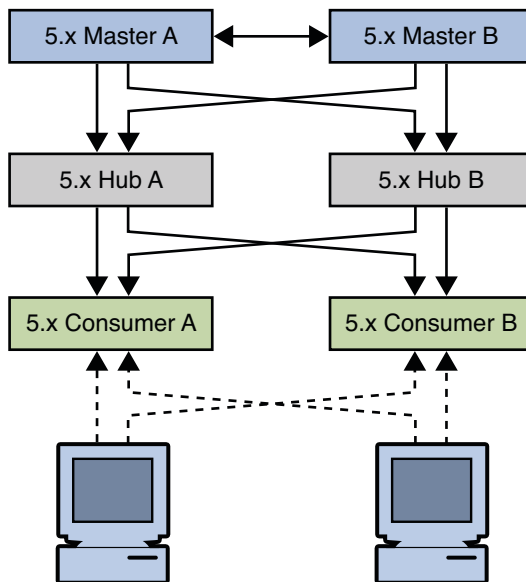 5.x Master A
5.x Master B
5.x Hub A
5.x Hub B
5.x Consumer A
5.x Consumer B